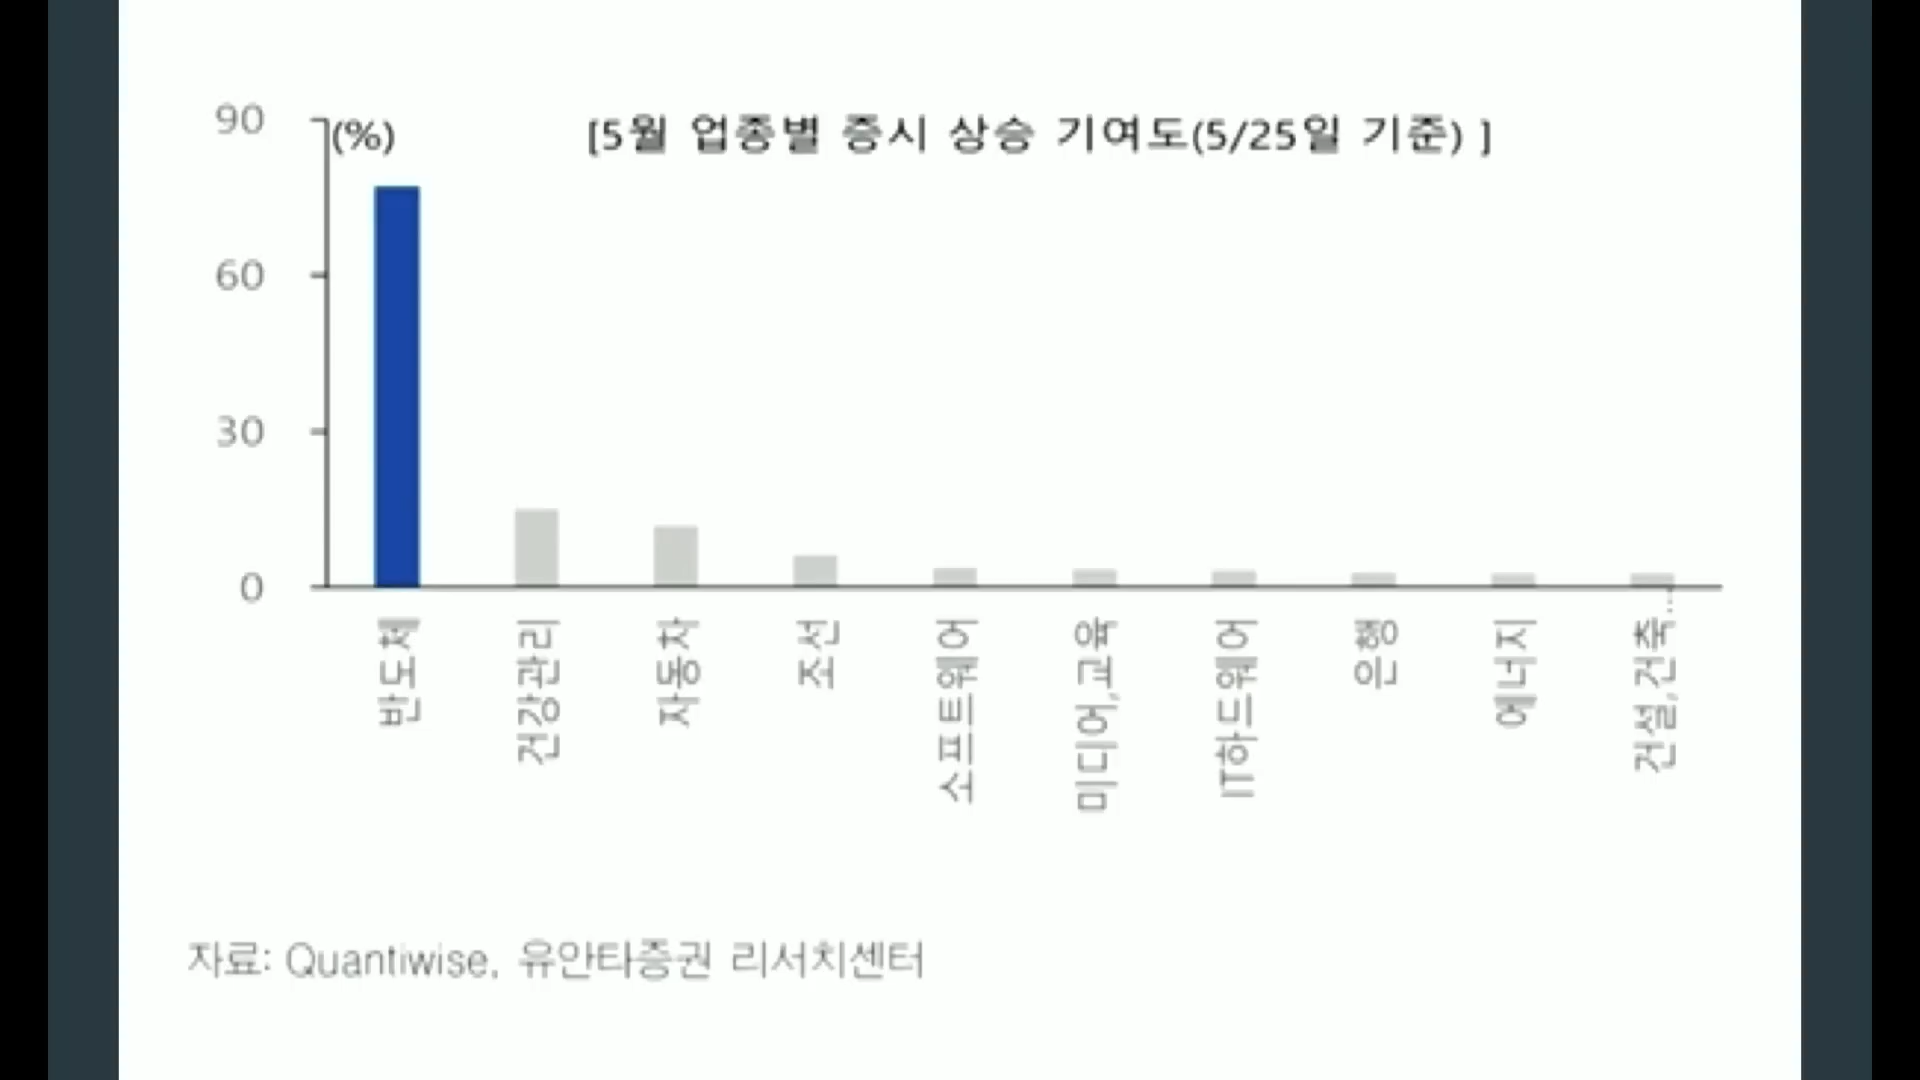 [5월 업종별 증시 상승 기여도(5/25일 기준) ]
(%)
90
60
30
0
반도체
건강관리
자동차
조선
소프트웨어
미디어,교육
IT하드웨어
은행
에너지
건설,건축...
자료: Quantiwise, 유안타증권 리서치센터